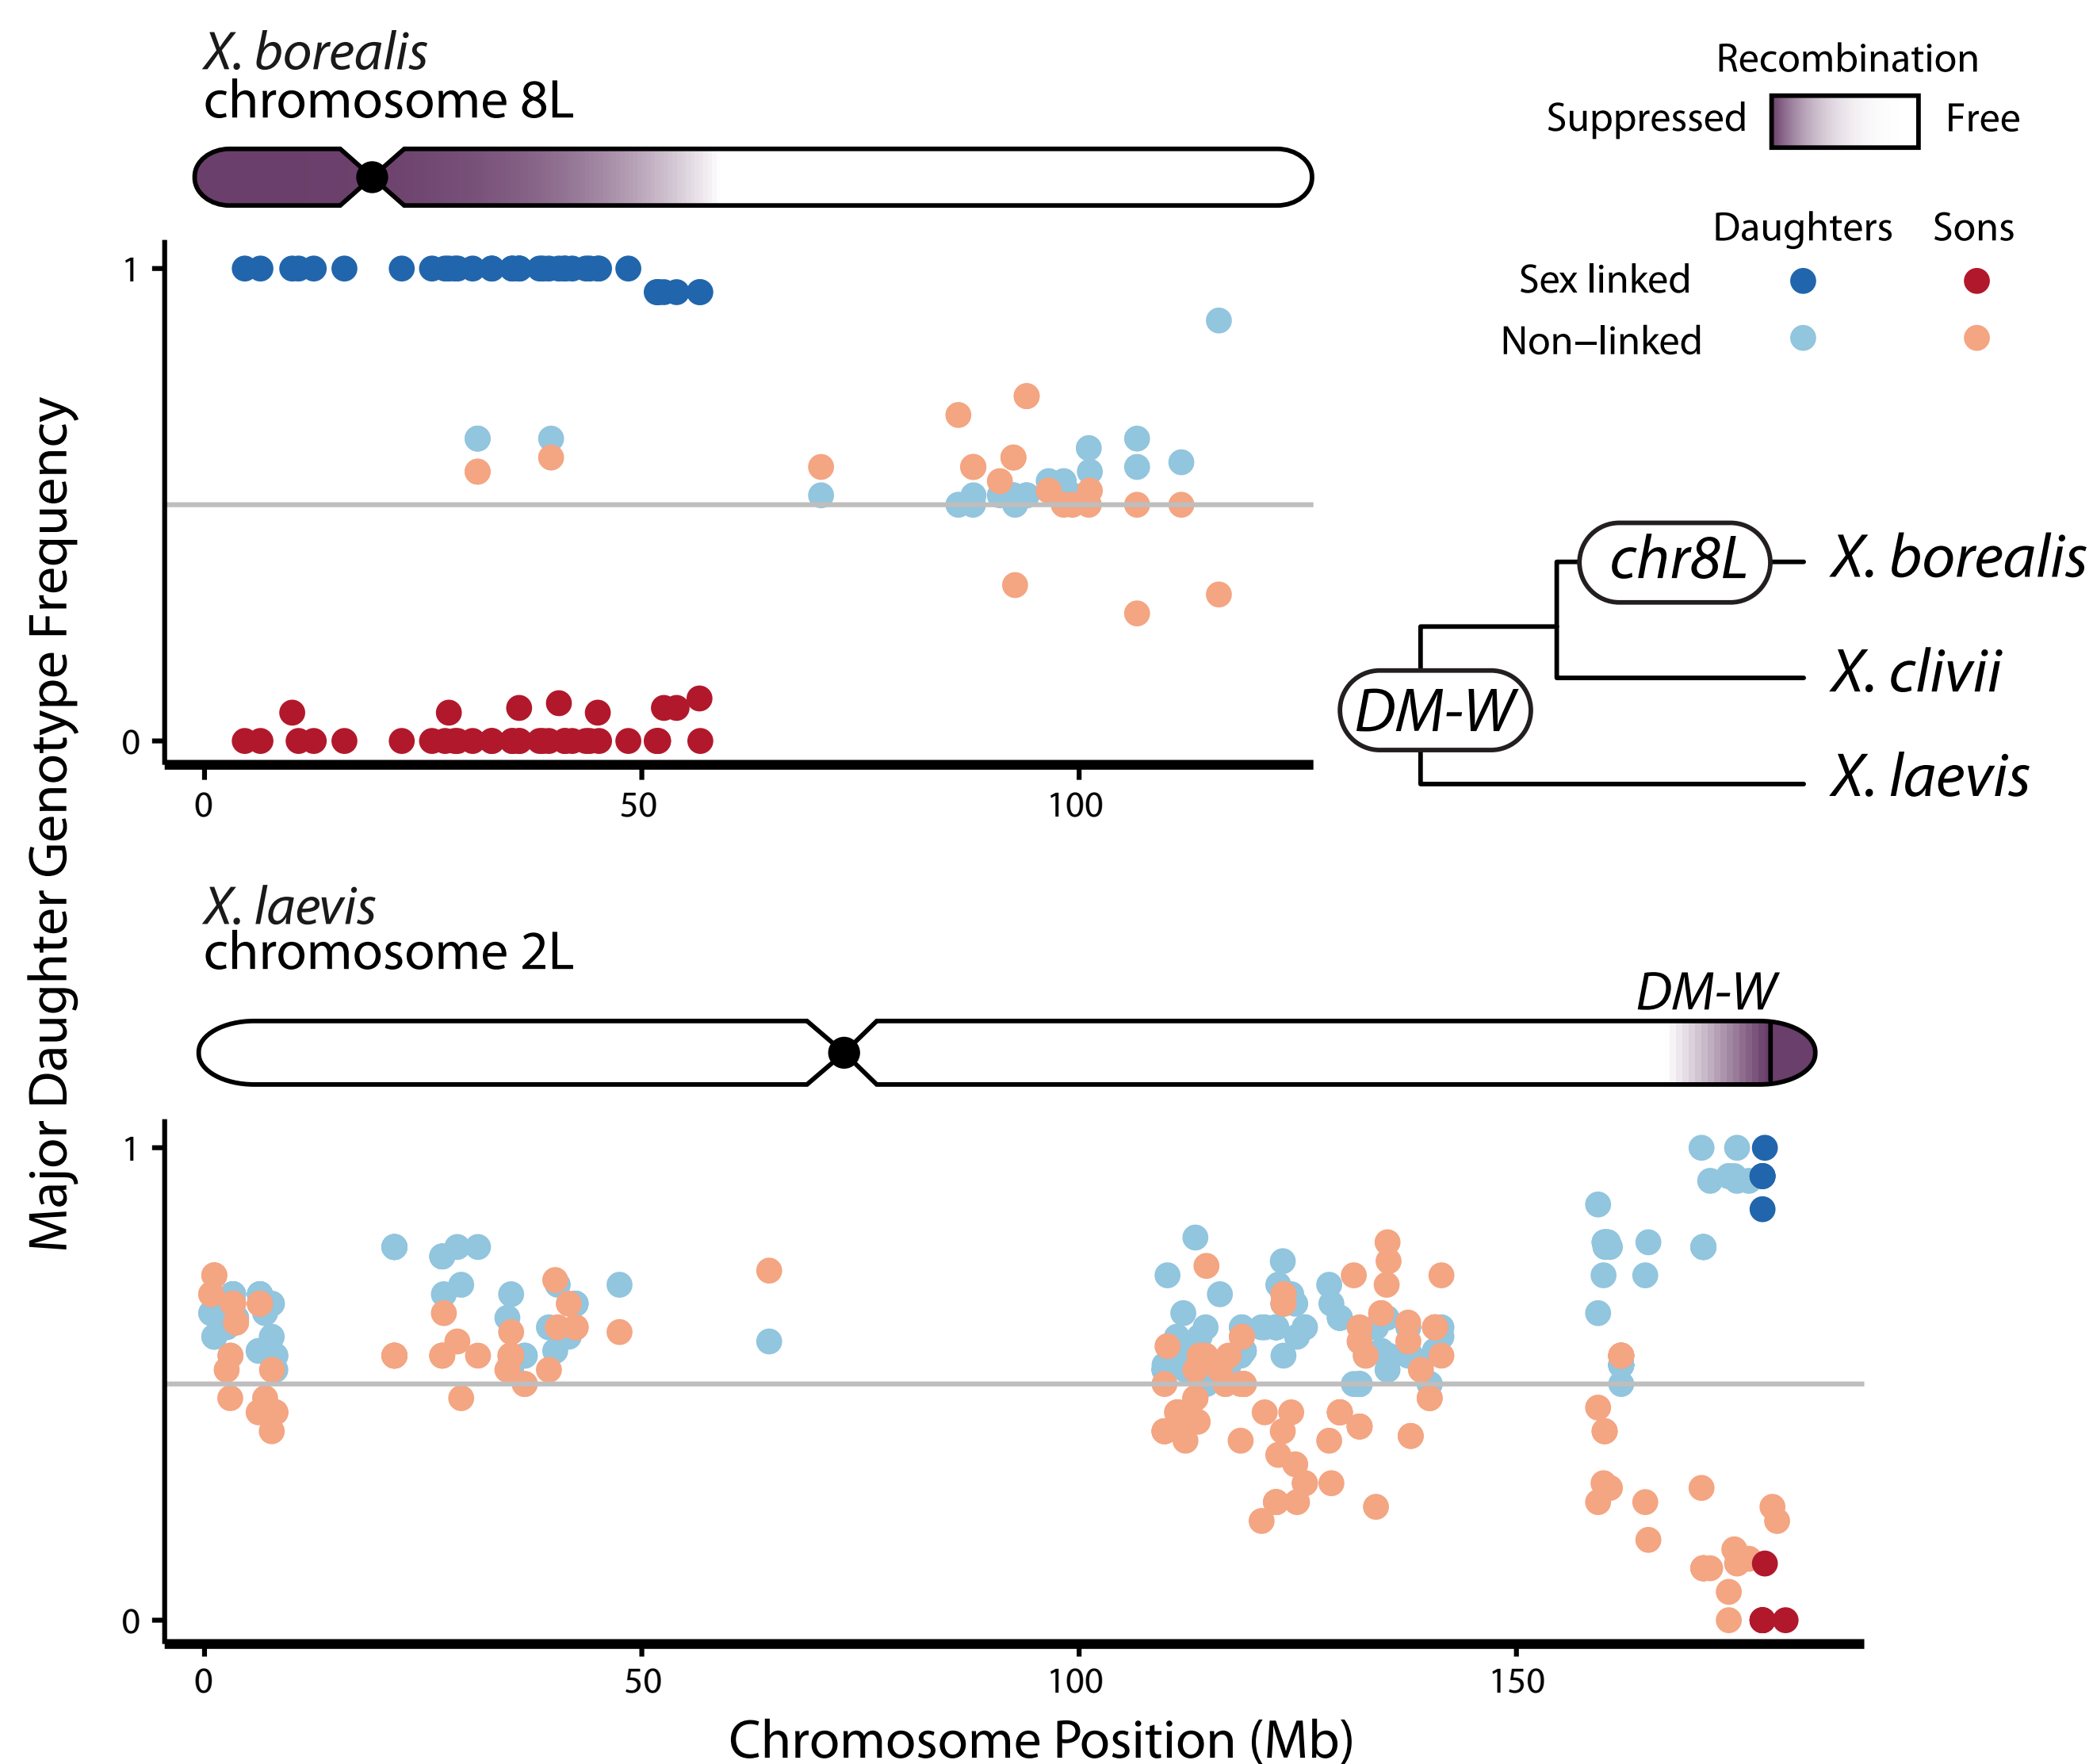 X. borealis
chromosome 8L
Recombination
Suppressed Free
Daughters Sons
Sex linked
Non–linked
1
0
0 50 100
chr8L
DM-W
X. borealis
X. clivii
X. laevis
Major Daughter Genotype Frequency
X. laevis
chromosome 2L
DM-W
1
0
0 50 100 150
Chromosome Position (Mb)